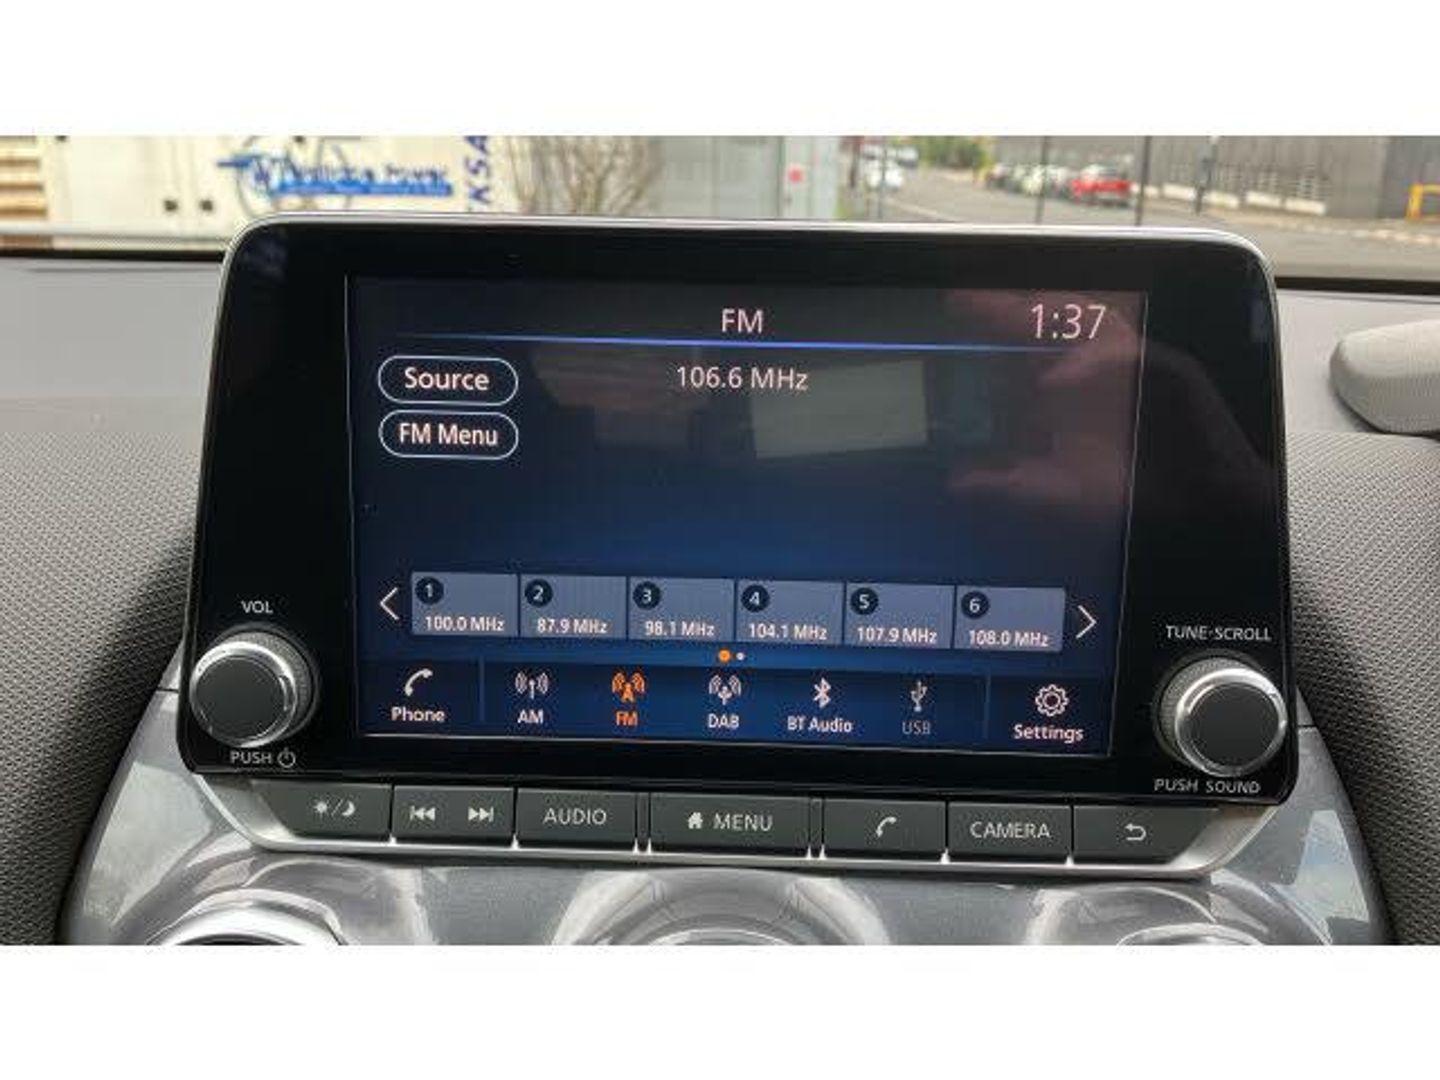 KSA
FM
1:37
Source
106.6 MHz
FM Menu
1 2 3 4 5 6
100.0 MHz 87.9 MHz 98.1 MHz 104.1 MHz 107.9 MHz 108.0 MHz
Phone AM FM DAB BT Audio USB Settings
VOL
TUNE·SCROLL
PUSH
PUSH SOUND
AUDIO MENU CAMERA